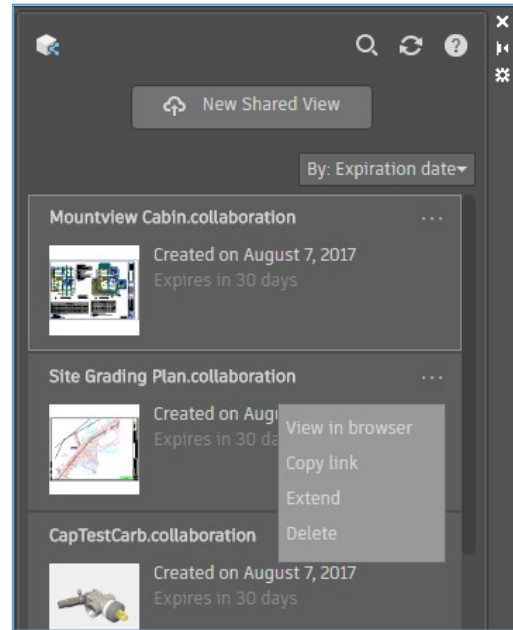 New Shared View
By: Expiration date
Mountview Cabin.collaboration
Created on August 7, 2017
Expires in 30 days
Site Grading Plan.collaboration
Created on Augu
Expires in 30 da
View in browser
Copy link
Extend
Delete
CapTestCarb.collaboration
Created on August 7, 2017
Expires in 30 days